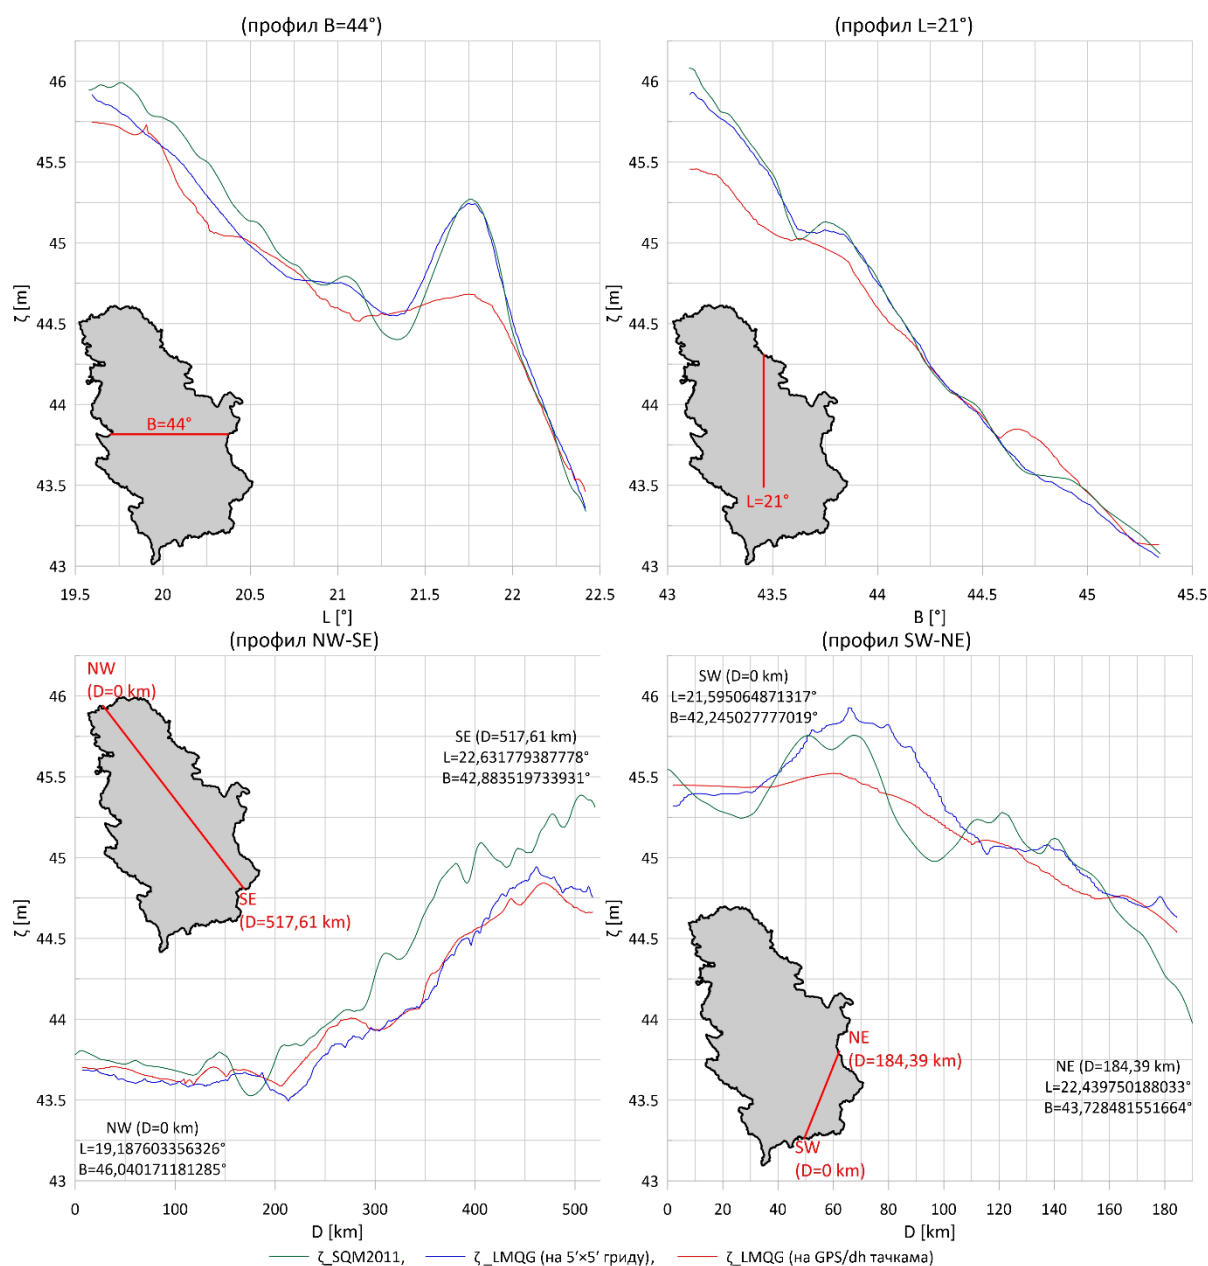 (профил B=44°)
46
45.5
45
44.5
44
43.5
43
ζ [m]
B=44°
19.5 20 20.5 21 21.5 22 22.5
L [°]
(профил L=21°)
46
45.5
45
44.5
44
43.5
43
ζ [m]
L=21°
43 43.5 44 44.5 45 45.5
B [°]
(профил NW-SE)
46
45.5
45
44.5
44
43.5
43
ζ [m]
NW
(D=0 km)
SE (D=517,61 km)
L=22,631779387778°
B=42,883519733931°
SE
(D=517,61 km)
NW (D=0 km)
L=19,187603356326°
B=46,040171181285°
0 100 200 300 400 500
D [km]
(профил SW-NE)
46
45.5
45
44.5
44
43.5
43
ζ [m]
SW (D=0 km)
L=21,595064871317°
B=42,245027777019°
NE
(D=184,39 km)
NE (D=184,39 km)
L=22,439750188033°
B=43,728481551664°
SW
(D=0 km)
0 20 40 60 80 100 120 140 160 180
D [km]
ζ_SQM2011, ζ_LMQG (на 5′×5′ гриду), ζ_LMQG (на GPS/dh тачкама)